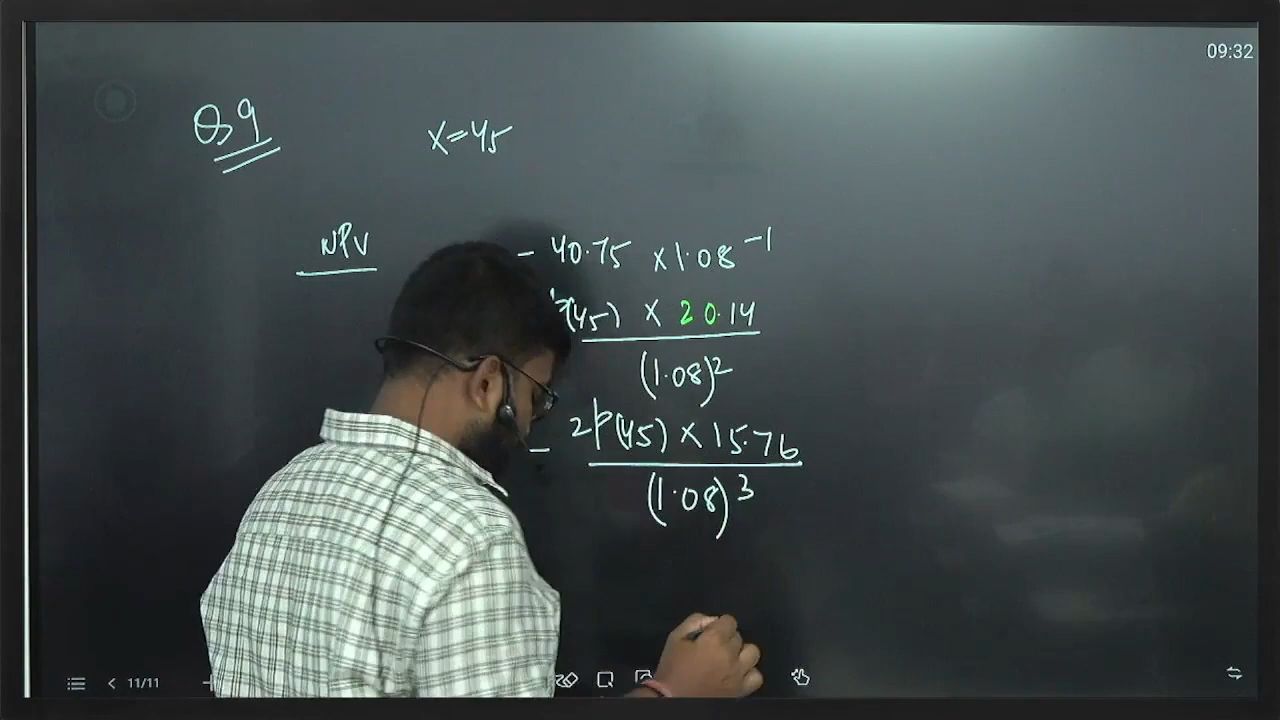 09:32
Q9
X=45
NPV
- 40.75 x 1.08⁻¹
P(45) x 20.14
(1.08)²
- 2P(45) x 15.76
(1.08)³
11/11